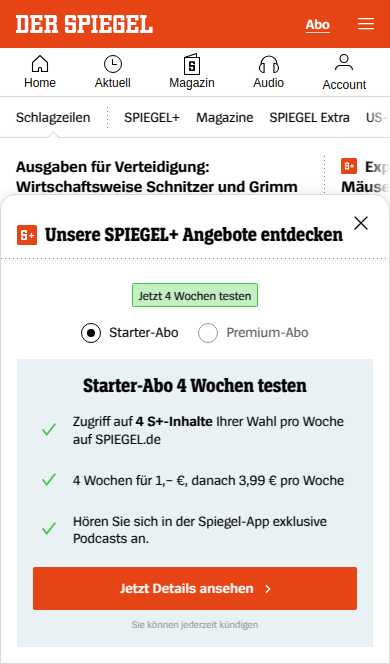 DER SPIEGEL
Abo
Home
Aktuell
Magazin
Audio
Account
Schlagzeilen
SPIEGEL+
Magazine
SPIEGEL Extra
US-
Ausgaben für Verteidigung:
Wirtschaftsweise Schnitzer und Grimm
S+ Exp
Mäuse
S+ Unsere SPIEGEL+ Angebote entdecken
Jetzt 4 Wochen testen
Starter-Abo
Premium-Abo
Starter-Abo 4 Wochen testen
Zugriff auf 4 S+-Inhalte Ihrer Wahl pro Woche
auf SPIEGEL.de
4 Wochen für 1,– €, danach 3,99 € pro Woche
Hören Sie sich in der Spiegel-App exklusive
Podcasts an.
Jetzt Details ansehen
Sie können jederzeit kündigen